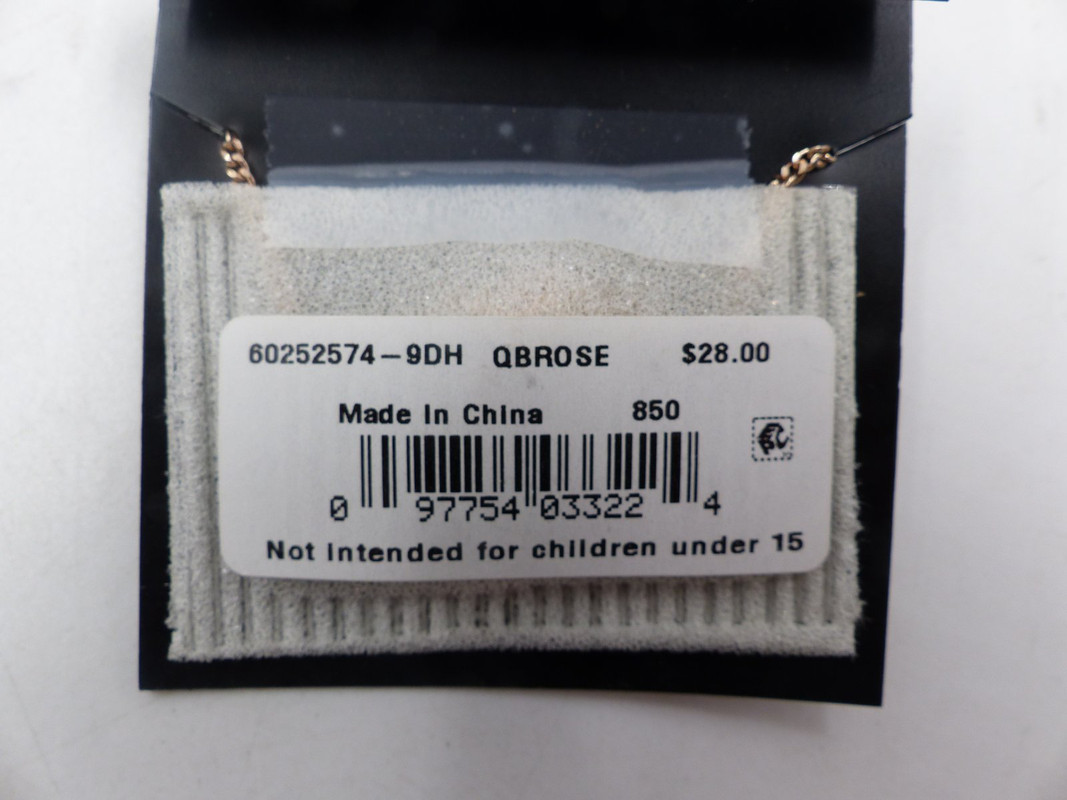 60252574-9DH QBROSE $28.00
Made in China 850
0 97754 03322 4
Not intended for children under 15